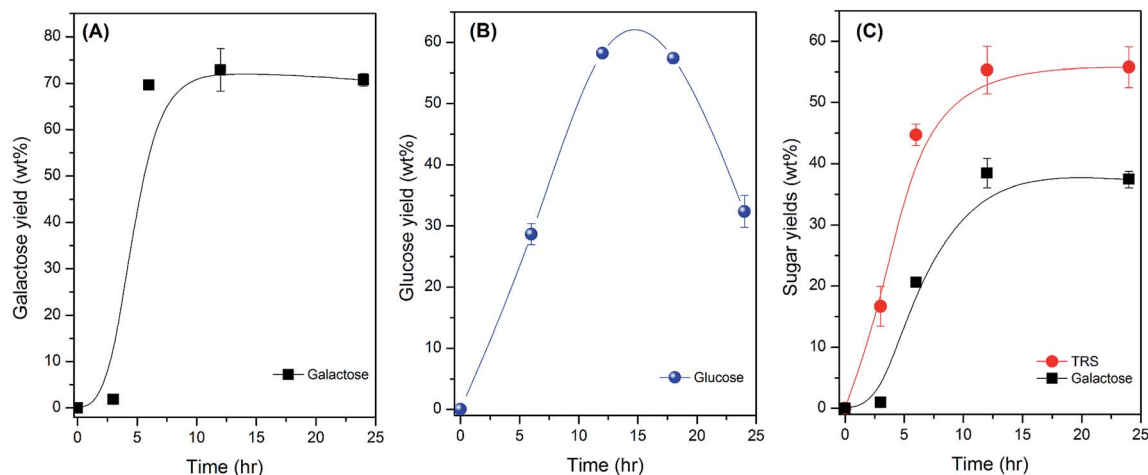 (A)
Galactose yield (wt%)
80
70
60
50
40
30
20
10
0
0 5 10 15 20 25
Time (hr)
Galactose
(B)
Glucose yield (wt%)
60
50
40
30
20
10
0
0 5 10 15 20 25
Time (hr)
Glucose
(C)
Sugar yields (wt%)
60
50
40
30
20
10
0
0 5 10 15 20 25
Time (hr)
TRS
Galactose